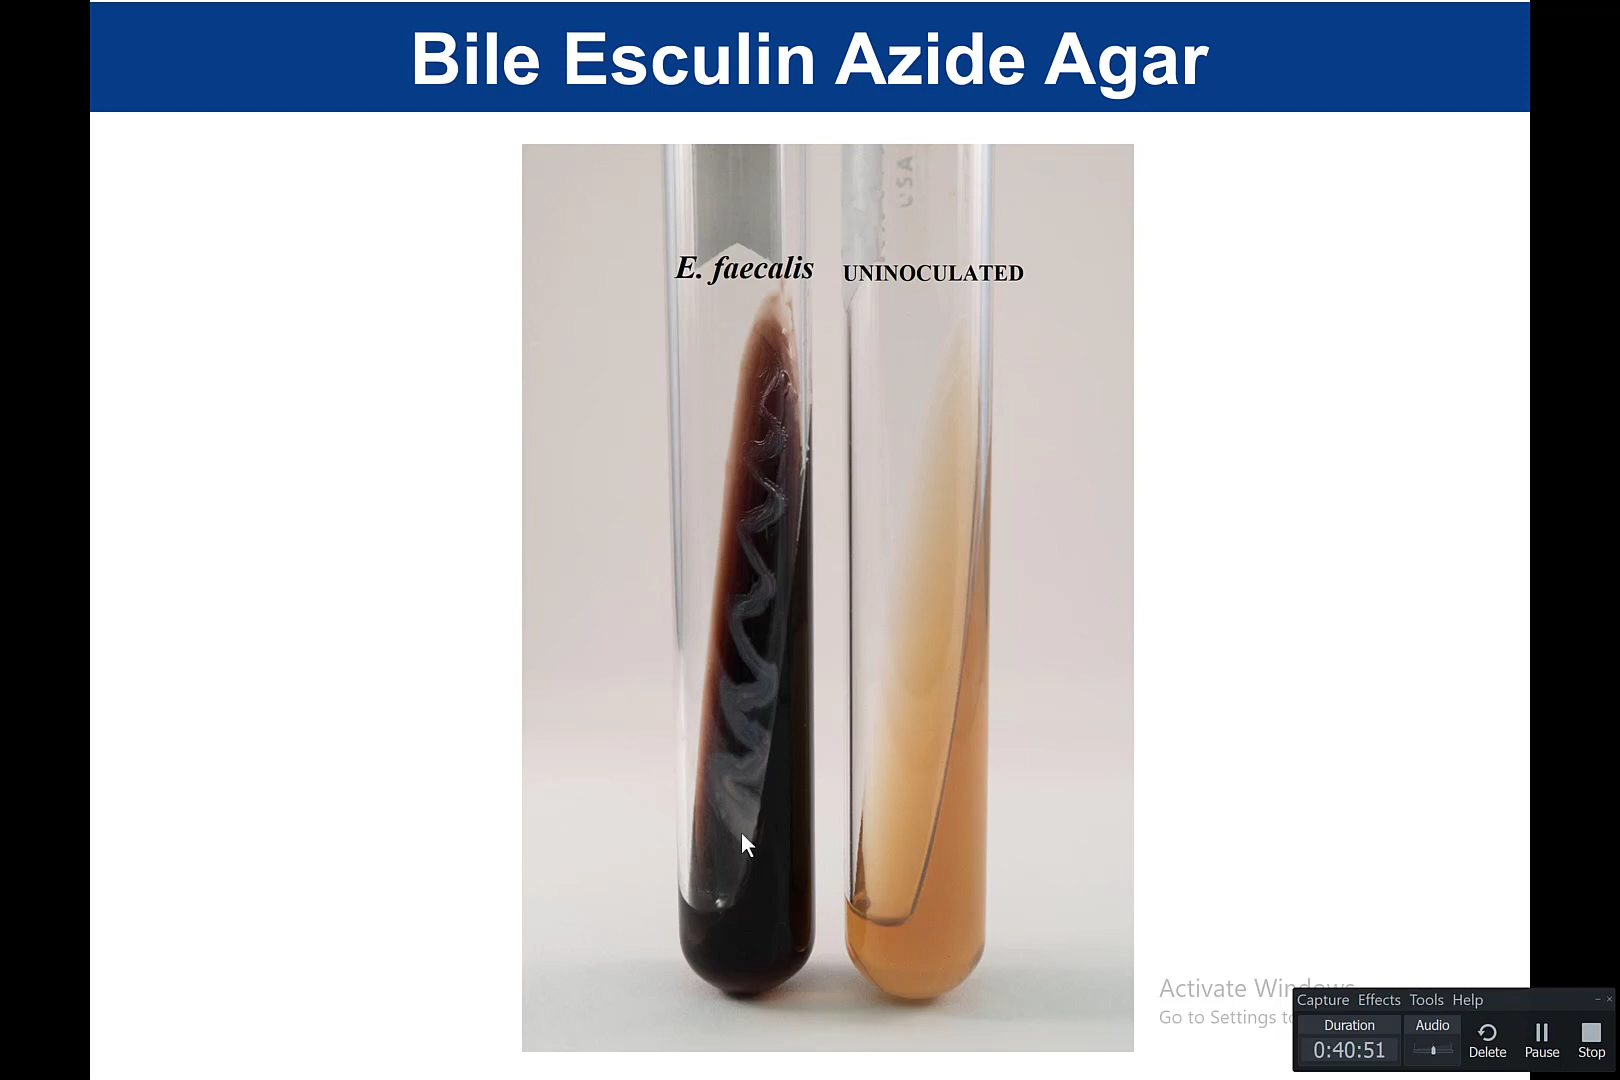 Bile Esculin Azide Agar
USA
E. faecalis UNINOCULATED
Activate Windows
Go to Settings to
Capture Effects Tools Help
Duration Audio
0:40:51
Delete Pause Stop